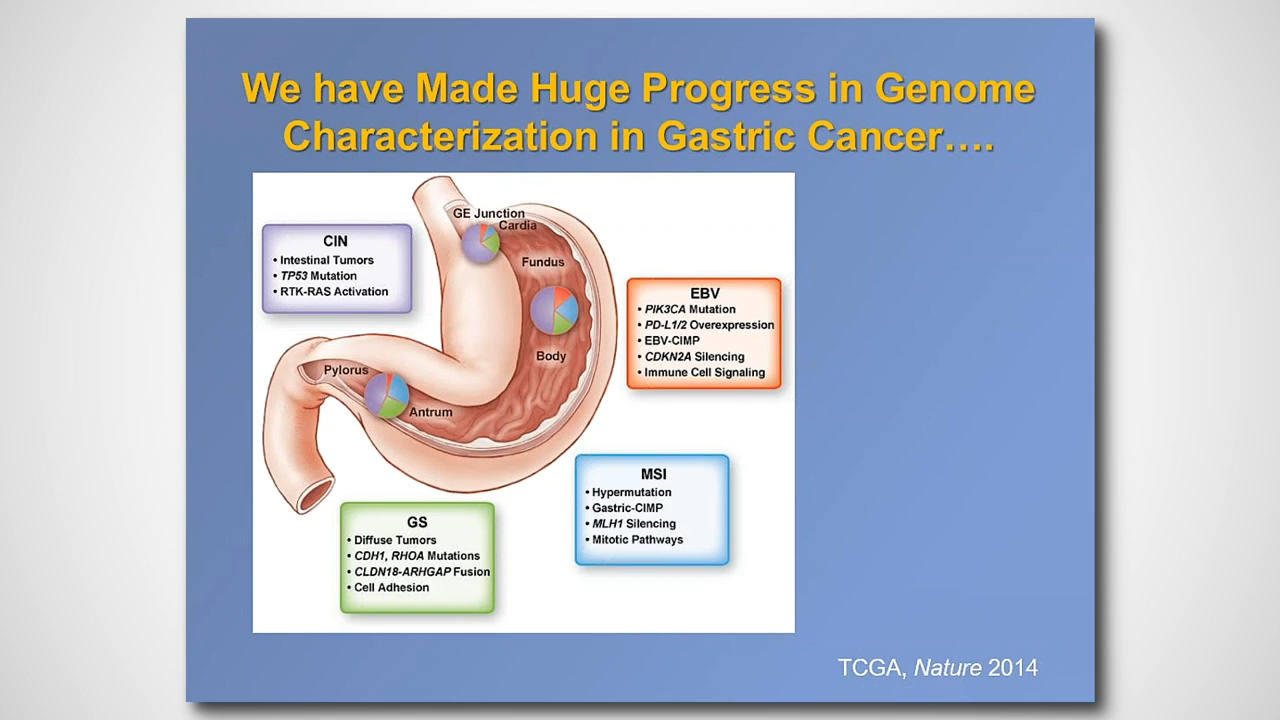 We have Made Huge Progress in Genome
Characterization in Gastric Cancer….
GE Junction
Cardia
Fundus
Body
Pylorus
Antrum
CIN
• Intestinal Tumors
• TP53 Mutation
• RTK-RAS Activation
EBV
• PIK3CA Mutation
• PD-L1/2 Overexpression
• EBV-CIMP
• CDKN2A Silencing
• Immune Cell Signaling
MSI
• Hypermutation
• Gastric-CIMP
• MLH1 Silencing
• Mitotic Pathways
GS
• Diffuse Tumors
• CDH1, RHOA Mutations
• CLDN18-ARHGAP Fusion
• Cell Adhesion
TCGA, Nature 2014